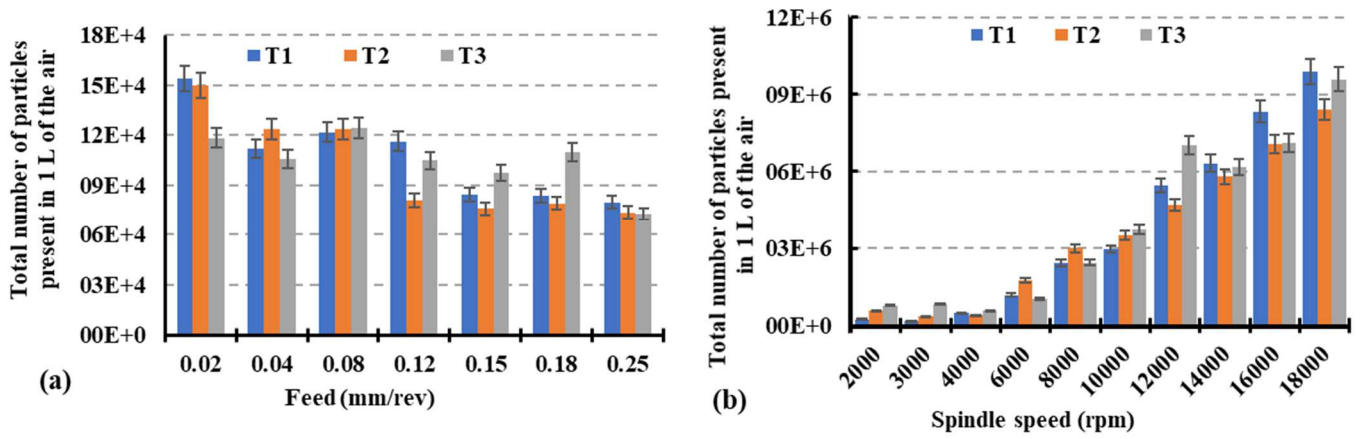 Total number of particles
present in 1 L of the air
18E+4
15E+4
12E+4
09E+4
06E+4
03E+4
00E+0
T1 T2 T3
0.02 0.04 0.08 0.12 0.15 0.18 0.25
Feed (mm/rev)
(a)
Total number of particles present
in 1 L of the air
12E+6
09E+6
06E+6
03E+6
00E+0
T1 T2 T3
2000 3000 4000 6000 8000 10000 12000 14000 16000 18000
Spindle speed (rpm)
(b)